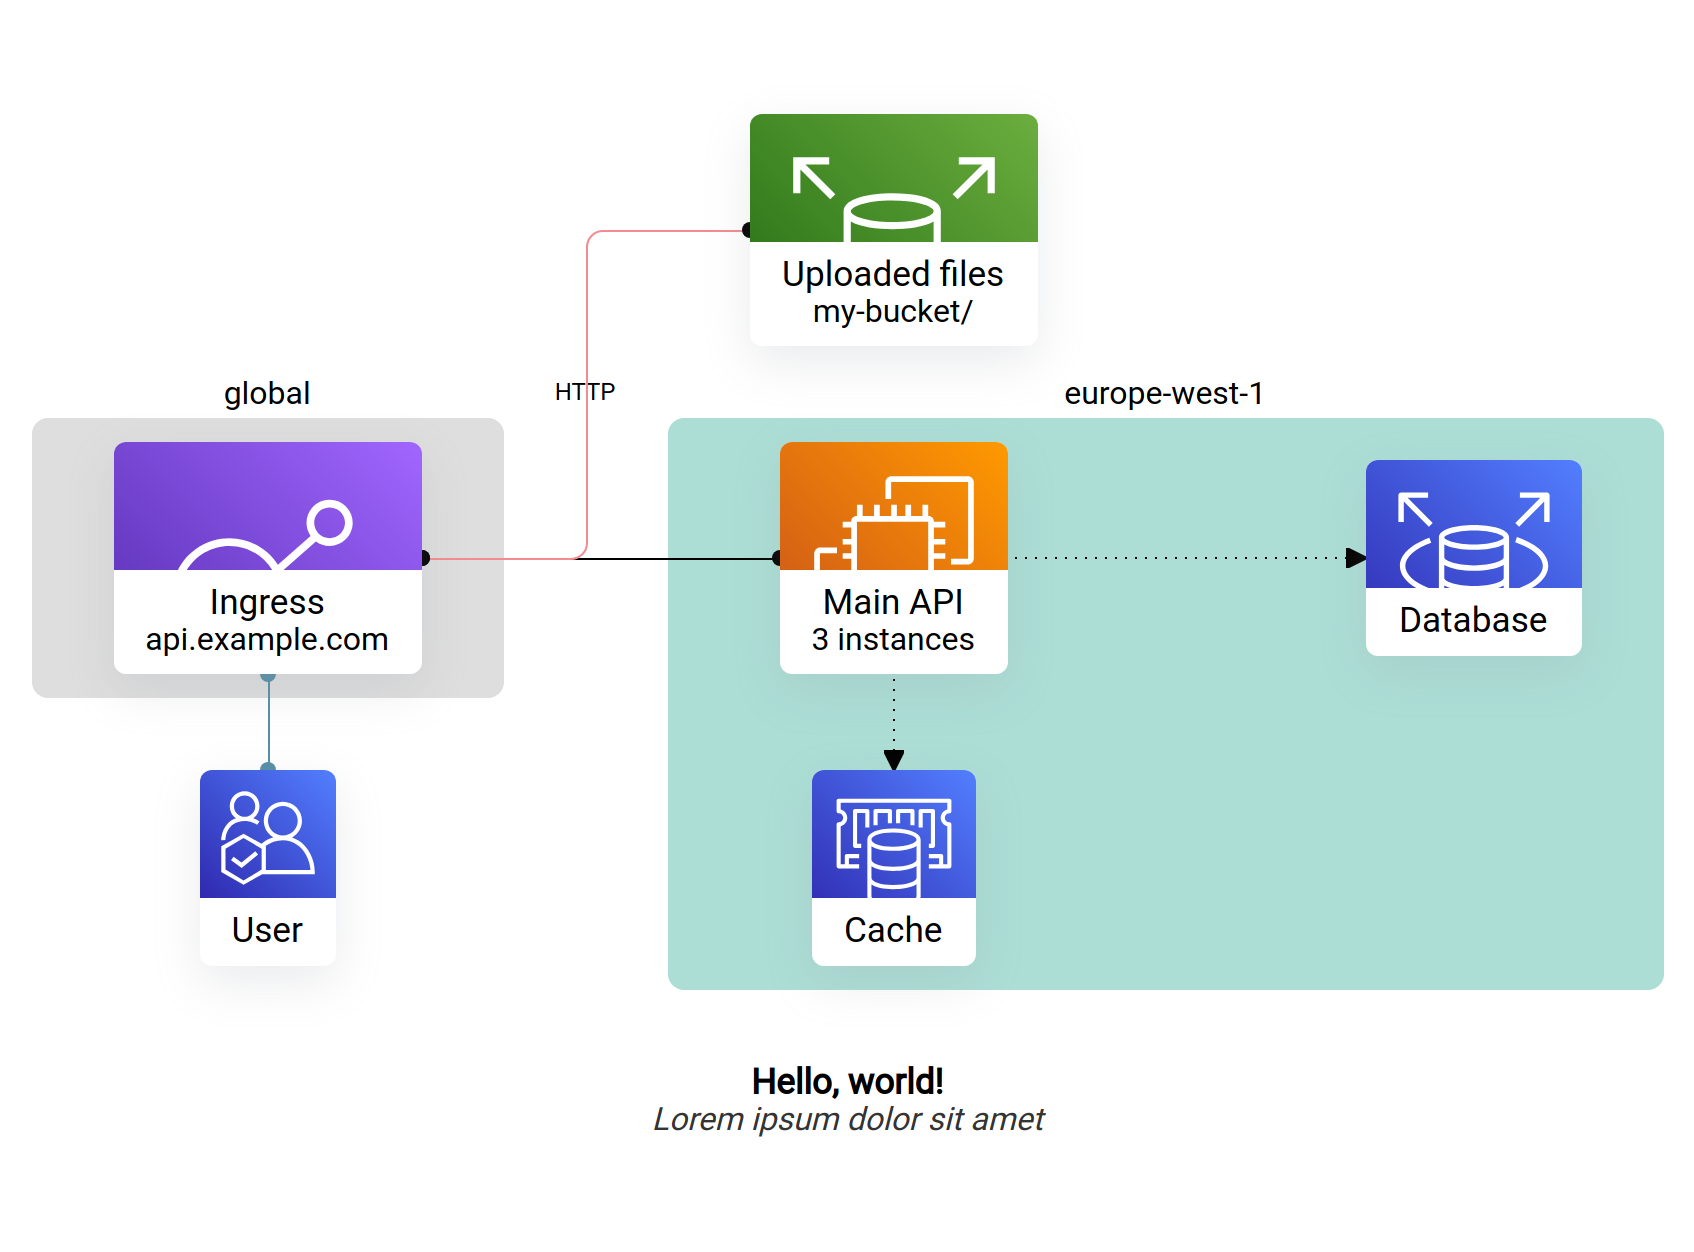 Uploaded files
my-bucket/
global
HTTP
europe-west-1
Ingress
api.example.com
Main API
3 instances
Database
User
Cache
Hello, world!
Lorem ipsum dolor sit amet